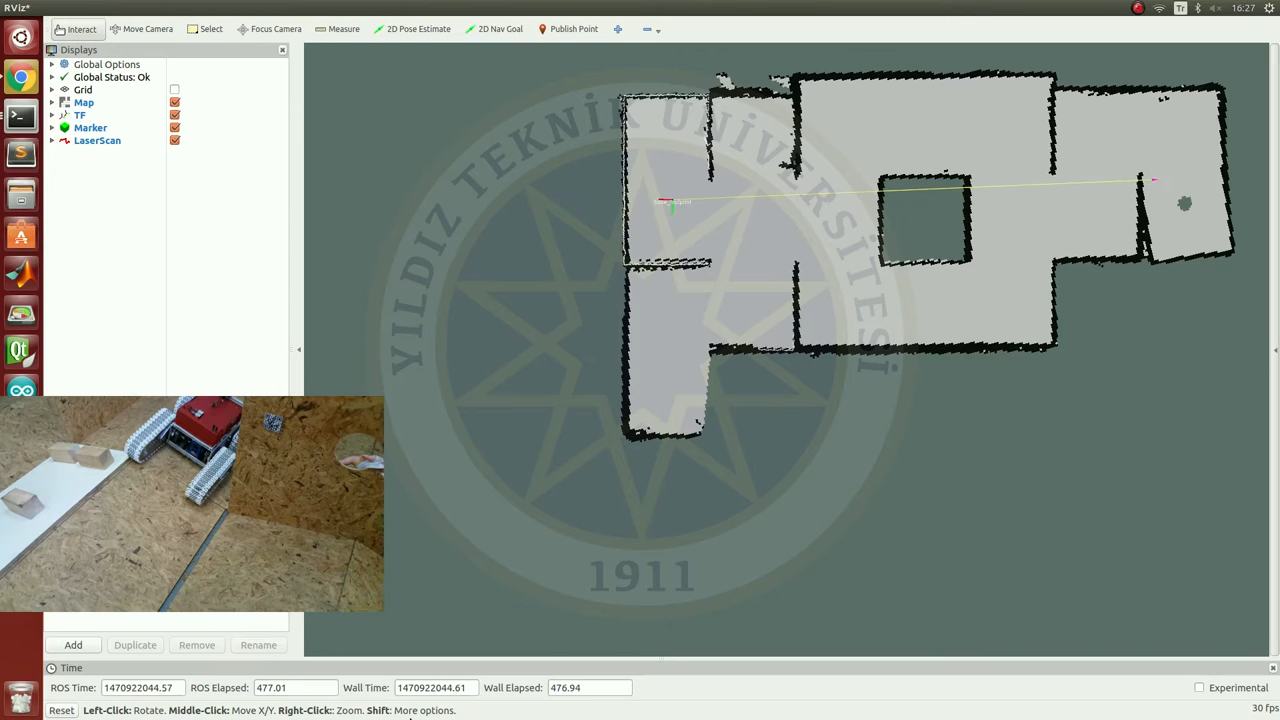 RViz*
Tr
16:27
Interact
Move Camera
Select
Focus Camera
Measure
2D Pose Estimate
2D Nav Goal
Publish Point
Displays
Global Options
Global Status: Ok
Grid
Map
TF
Marker
LaserScan
YILDIZ TEKNİK ÜNİVERSİTESİ
1911
Add
Duplicate
Remove
Rename
Time
ROS Time: 1470922044.57 ROS Elapsed: 477.01 Wall Time: 1470922044.61 Wall Elapsed: 476.94 Experimental
Reset Left-Click: Rotate. Middle-Click: Move X/Y. Right-Click:: Zoom. Shift: More options. 30 fps